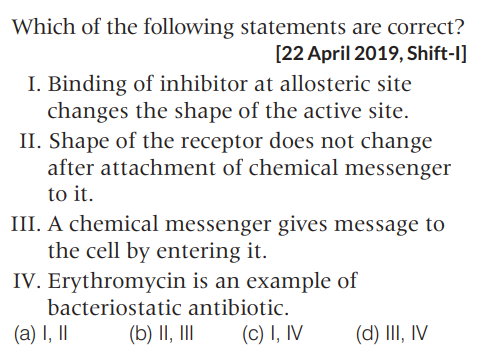 Which of the following statements are correct?
[22 April 2019, Shift-I]
I. Binding of inhibitor at allosteric site
changes the shape of the active site.
II. Shape of the receptor does not change
after attachment of chemical messenger
to it.
III. A chemical messenger gives message to
the cell by entering it.
IV. Erythromycin is an example of
bacteriostatic antibiotic.
(a) I, II (b) II, III (c) I, IV (d) III, IV